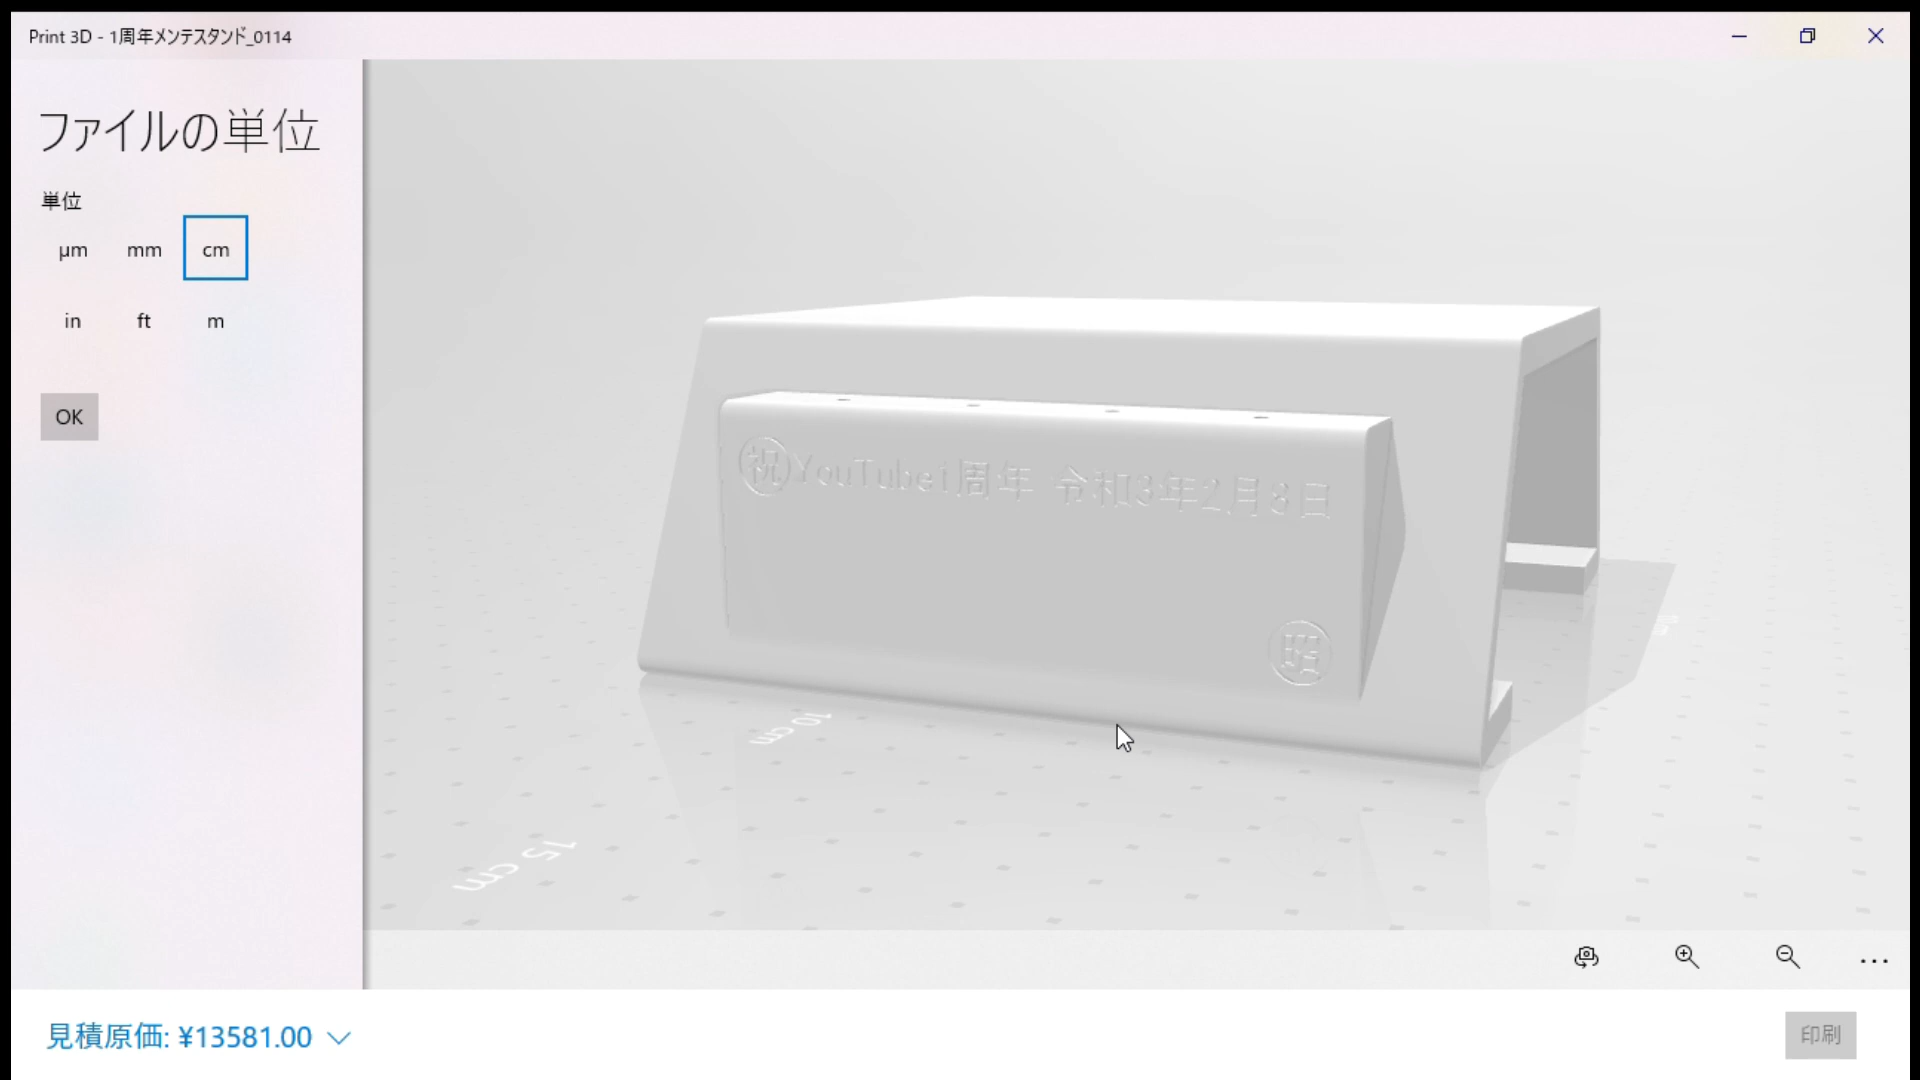 Print 3D - 1周年メンテスタンド_0114
ファイルの単位
単位
µm mm cm
in ft m
OK
㊗YouTube1周年 令和3年2月8日
昭
10 cm
15 cm
見積原価: ¥13581.00
印刷